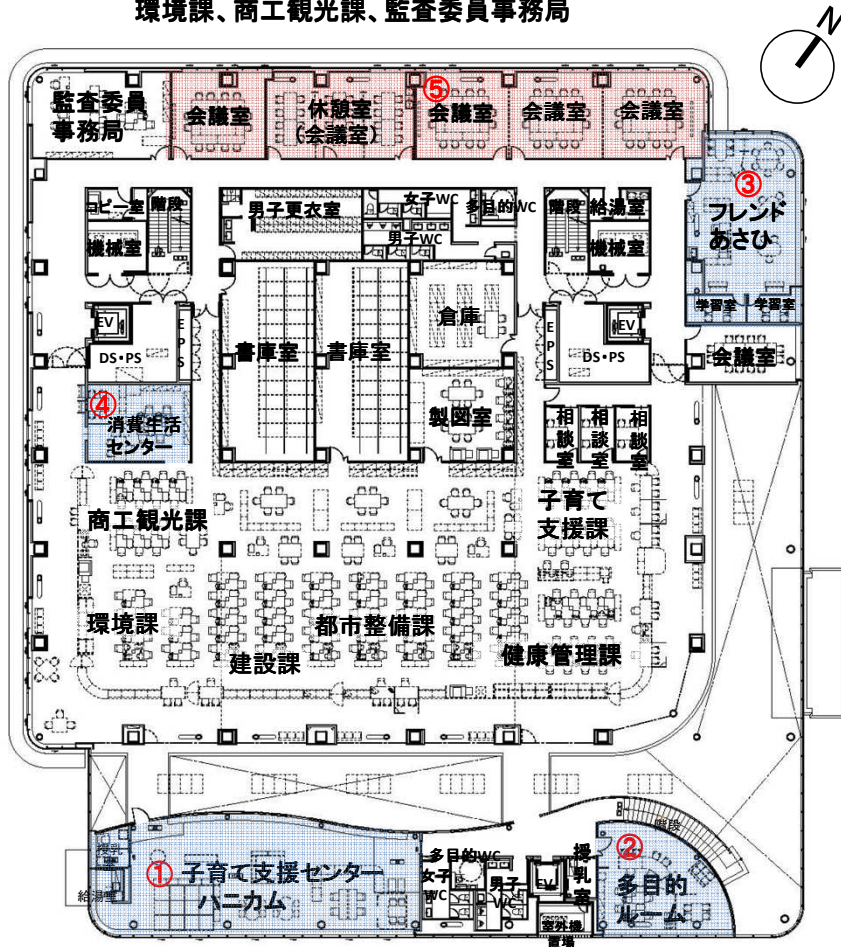 環境課、商工観光課、監査委員事務局
N
監査委員
事務局
会議室
休憩室
(会議室)
⑤
会議室
会議室
会議室
③
フレンド
あさひ
学習室
学習室
会議室
コピー室
階段
機械室
男子更衣室
女子WC
多目的WC
男子WC
階段
給湯室
機械室
EV
DS・PS
EPS
書庫室
書庫室
倉庫
製図室
EPS
EV
DS・PS
④
消費生活
センター
相談室
相談室
相談室
商工観光課
子育て
支援課
環境課
建設課
都市整備課
健康管理課
授乳室
給湯室
①
子育て支援センター
ハニカム
多目的WC
女子
WC
男子
WC
EV
授乳室
室外機
置場
階段
②
多目的
ルーム